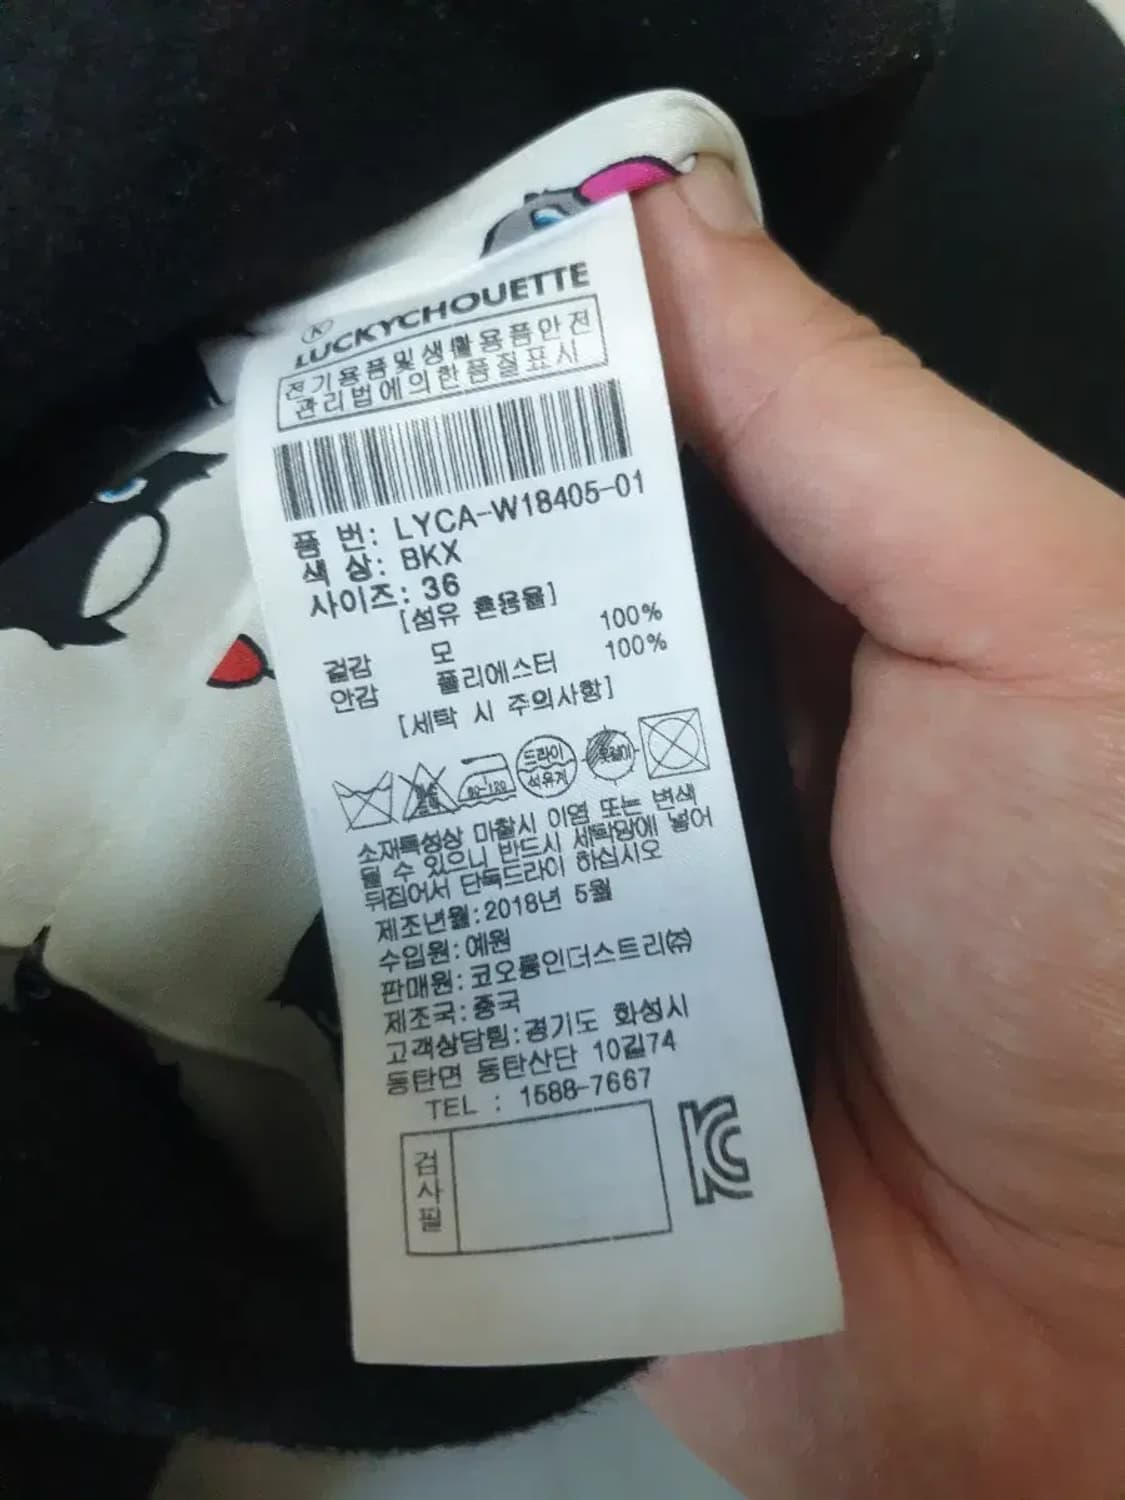 K
LUCKYCHOUETTE
전기용품및생활용품안전
관리법에의한품질표시
품 번: LYCA-W18405-01
색 상: BKX
사이즈: 36
[섬유 혼용율]
겉감 모 100%
안감 폴리에스터 100%
[세탁 시 주의사항]
80~120
드라이
석유계
옷걸이
소재특성상 마찰시 이염 또는 변색
될 수 있으니 반드시 세탁망에 넣어
뒤집어서 단독드라이 하십시오
제조년월:2018년 5월
수입원:예원
판매원:코오롱인더스트리㈜
제조국:중국
고객상담팀:경기도 화성시
동탄면 동탄산단 10길74
TEL : 1588-7667
검사필
KC